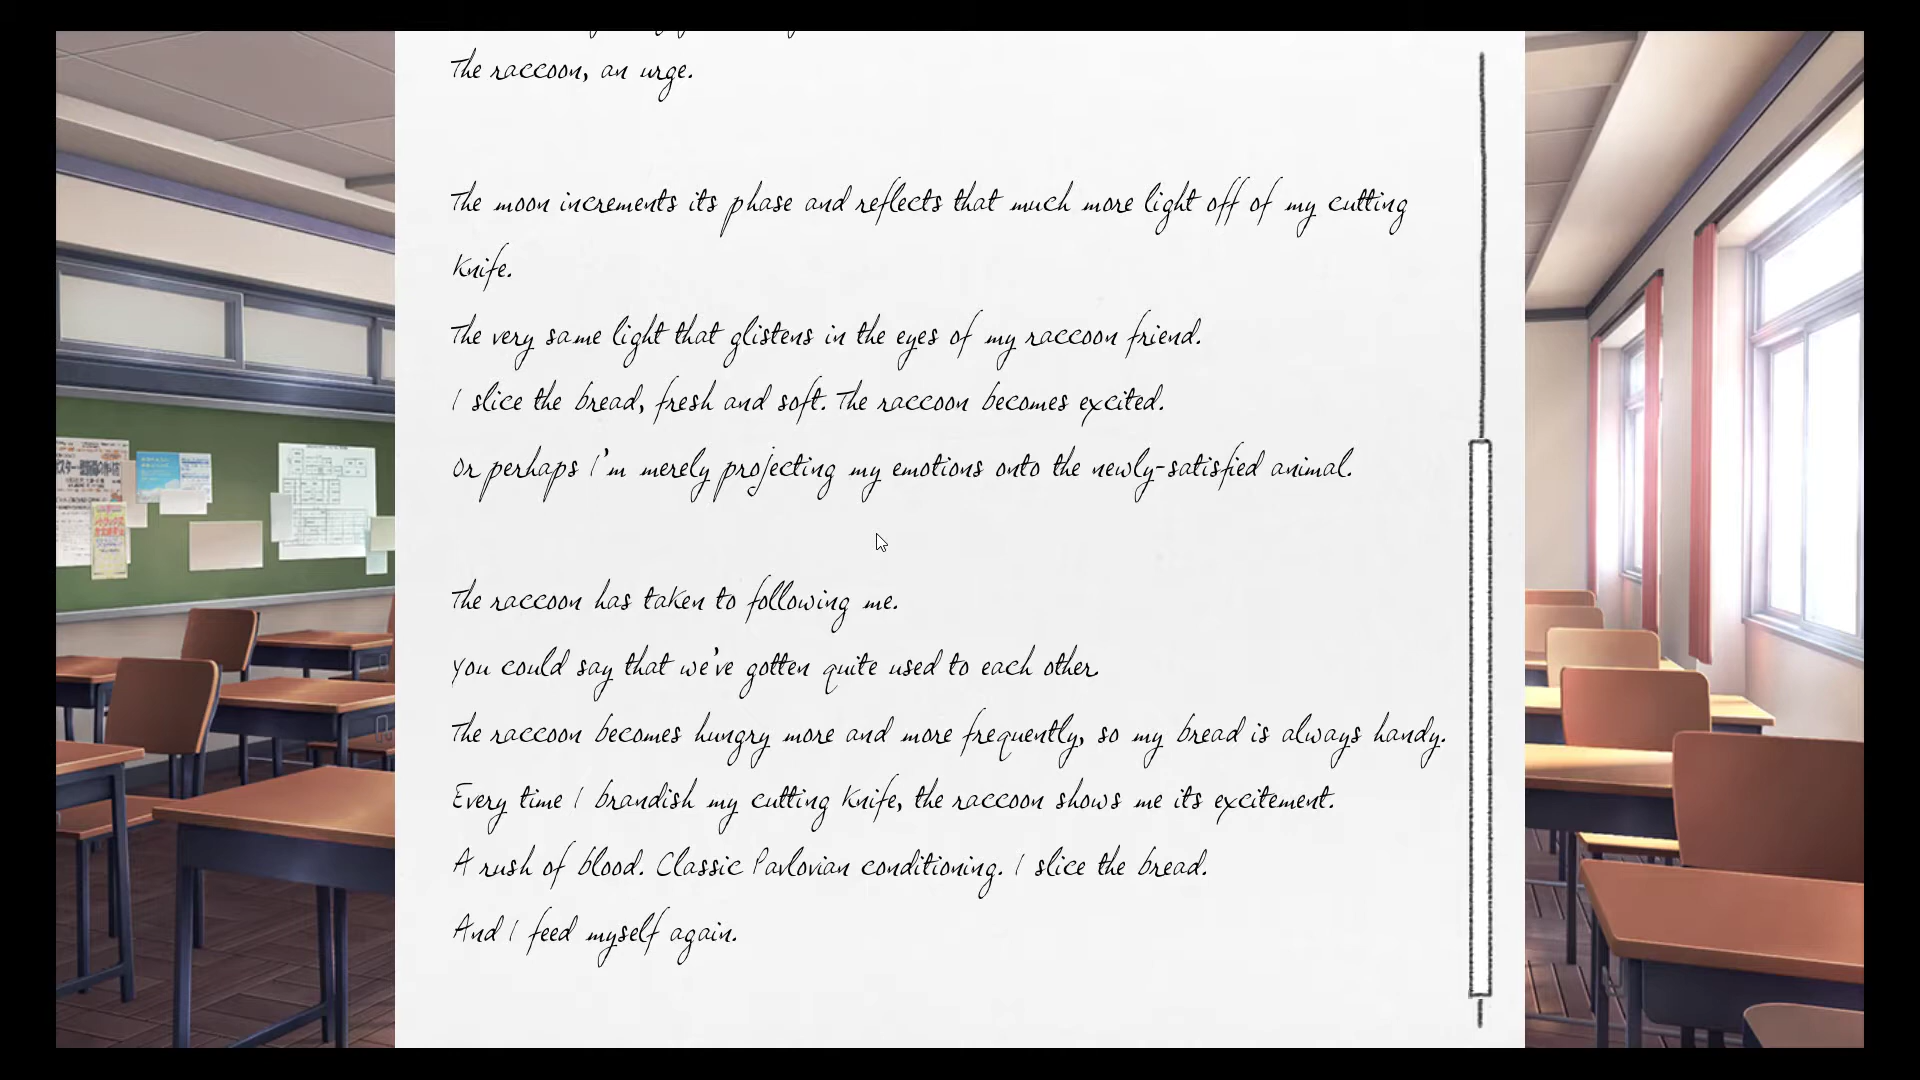 The raccoon, an urge.
The moon increments its phase and reflects that much more light off of my cutting
knife.
The very same light that glistens in the eyes of my raccoon friend.
I slice the bread, fresh and soft. The raccoon becomes excited.
Or perhaps I'm merely projecting my emotions onto the newly-satisfied animal.
The raccoon has taken to following me.
You could say that we've gotten quite used to each other.
The raccoon becomes hungry more and more frequently, so my bread is always handy.
Every time I brandish my cutting knife, the raccoon shows me its excitement.
A rush of blood. Classic Pavlovian conditioning. I slice the bread.
And I feed myself again.